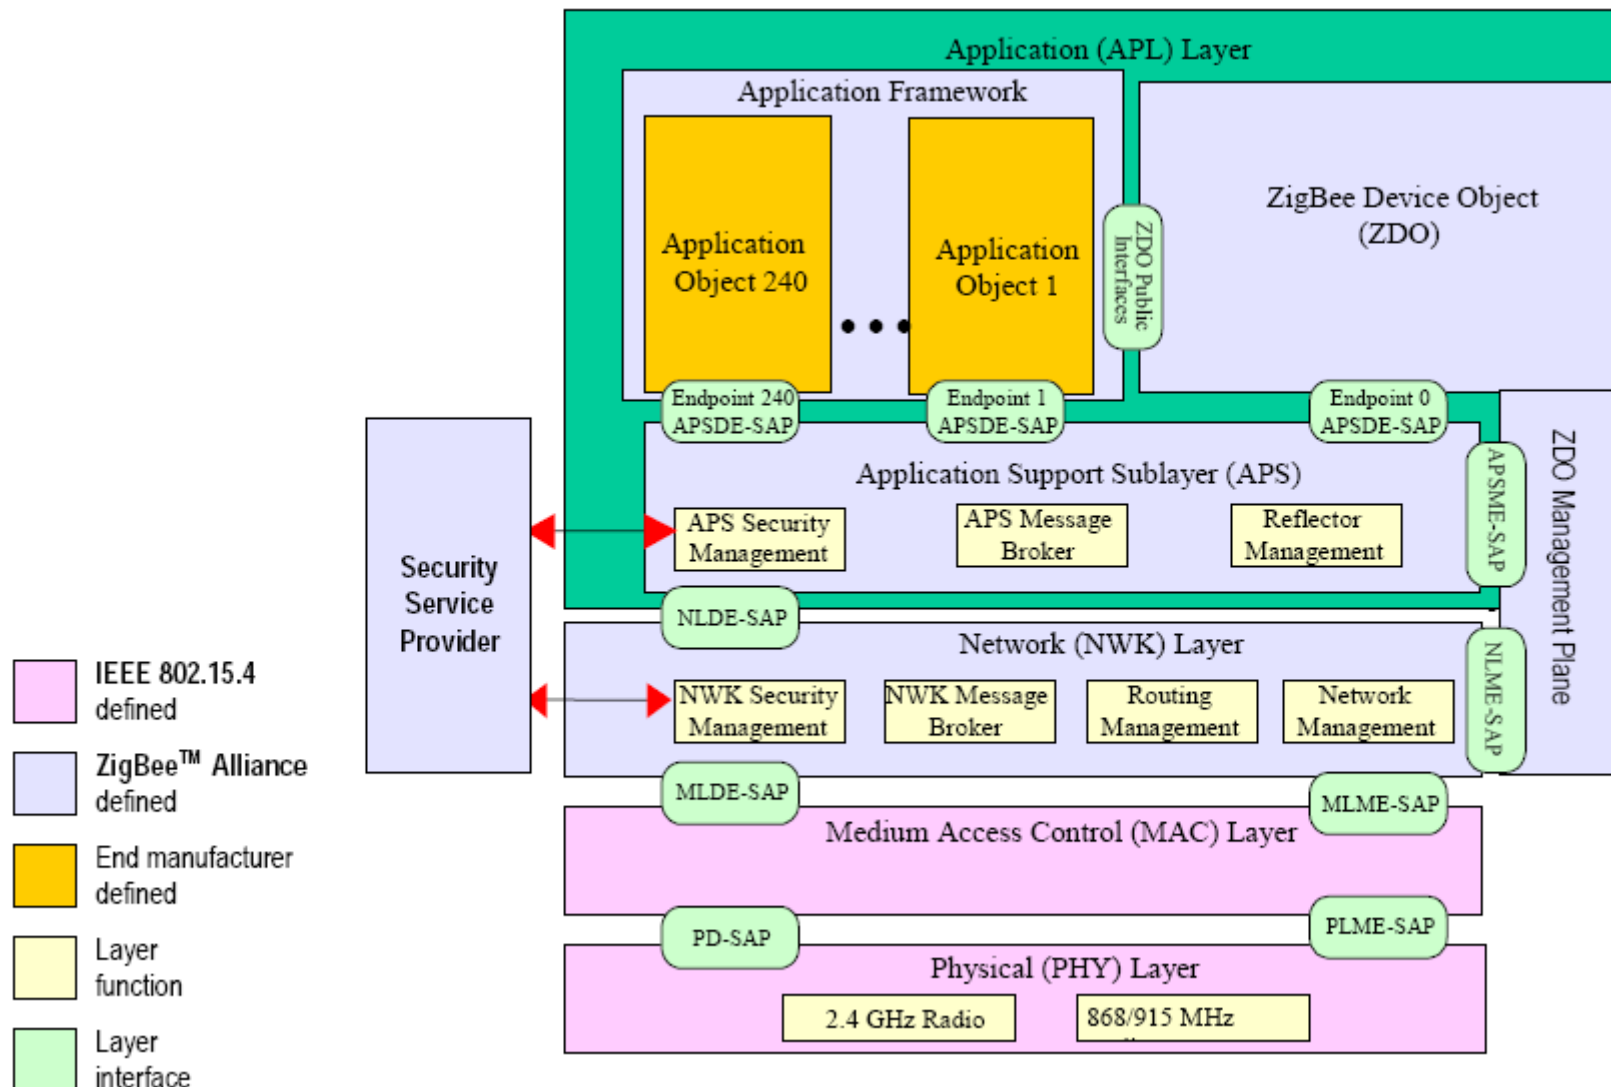 Application (APL) Layer
Application Framework
Application
Object 240
Application
Object 1
ZDO Public
Interfaces
ZigBee Device Object
(ZDO)
Endpoint 240
APSDE-SAP
Endpoint 1
APSDE-SAP
Endpoint 0
APSDE-SAP
Application Support Sublayer (APS)
APS Security
Management
APS Message
Broker
Reflector
Management
APSME-SAP
ZDO Management Plane
Security
Service
Provider
NLDE-SAP
Network (NWK) Layer
NWK Security
Management
NWK Message
Broker
Routing
Management
Network
Management
NLME-SAP
MLDE-SAP
MLME-SAP
Medium Access Control (MAC) Layer
PD-SAP
PLME-SAP
Physical (PHY) Layer
2.4 GHz Radio
868/915 MHz
IEEE 802.15.4
defined
ZigBee™ Alliance
defined
End manufacturer
defined
Layer
function
Layer
interface